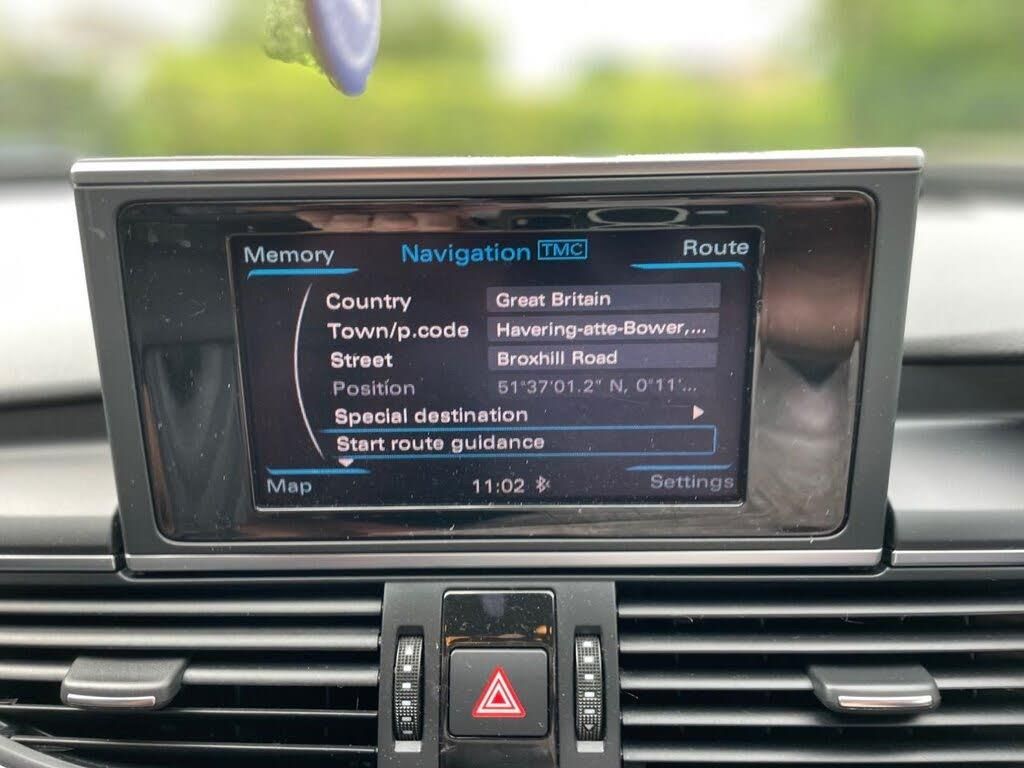 Memory
Navigation TMC
Route
Country Great Britain
Town/p.code Havering-atte-Bower,...
Street Broxhill Road
Position 51°37'01.2" N, 0°11'...
Special destination
Start route guidance
Map
11:02
Settings